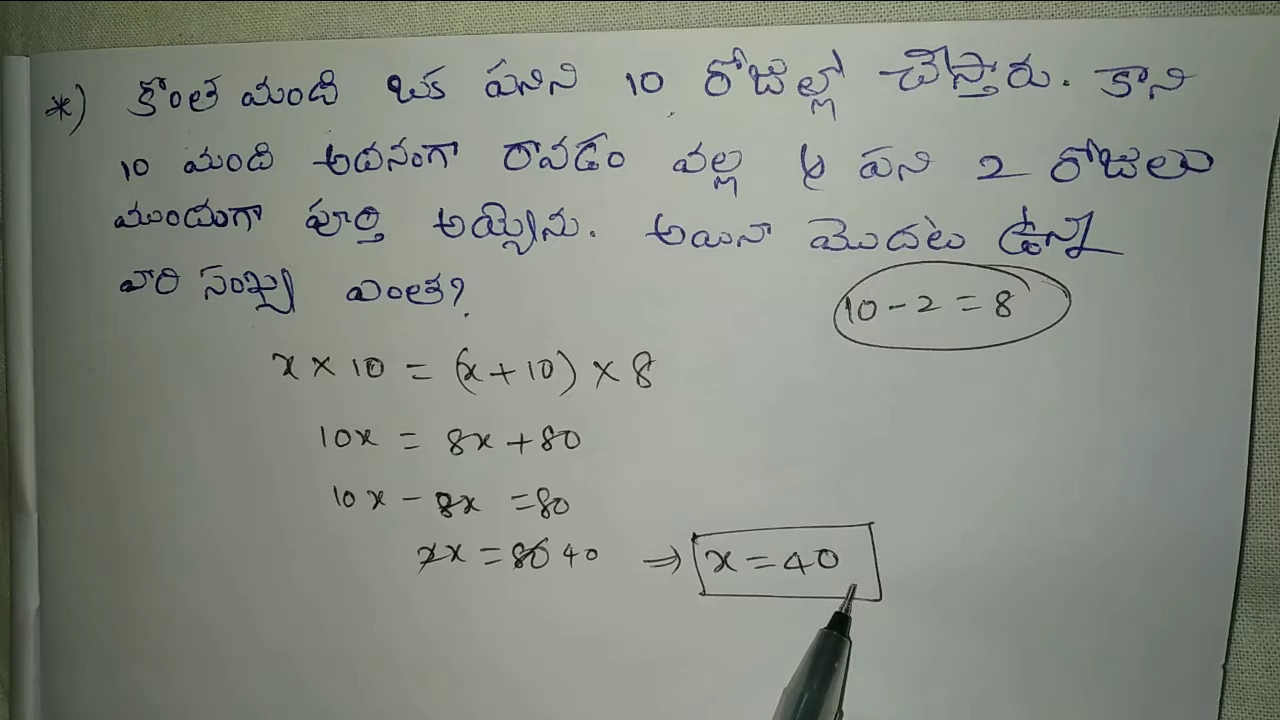 *) కొంత మంది ఒక పనిని 10 రోజుల్లో చేస్తారు. కాని
10 మంది అదనంగా రావడం వల్ల ఆ పని 2 రోజులు
ముందుగా పూర్తి అయ్యెను. అయినా మొదట ఉన్న
వారి సంఖ్య ఎంత?
10 - 2 = 8
x × 10 = (x + 10) × 8
10x = 8x + 80
10x - 8x = 80
2x = 80 40 ⇒ x = 40